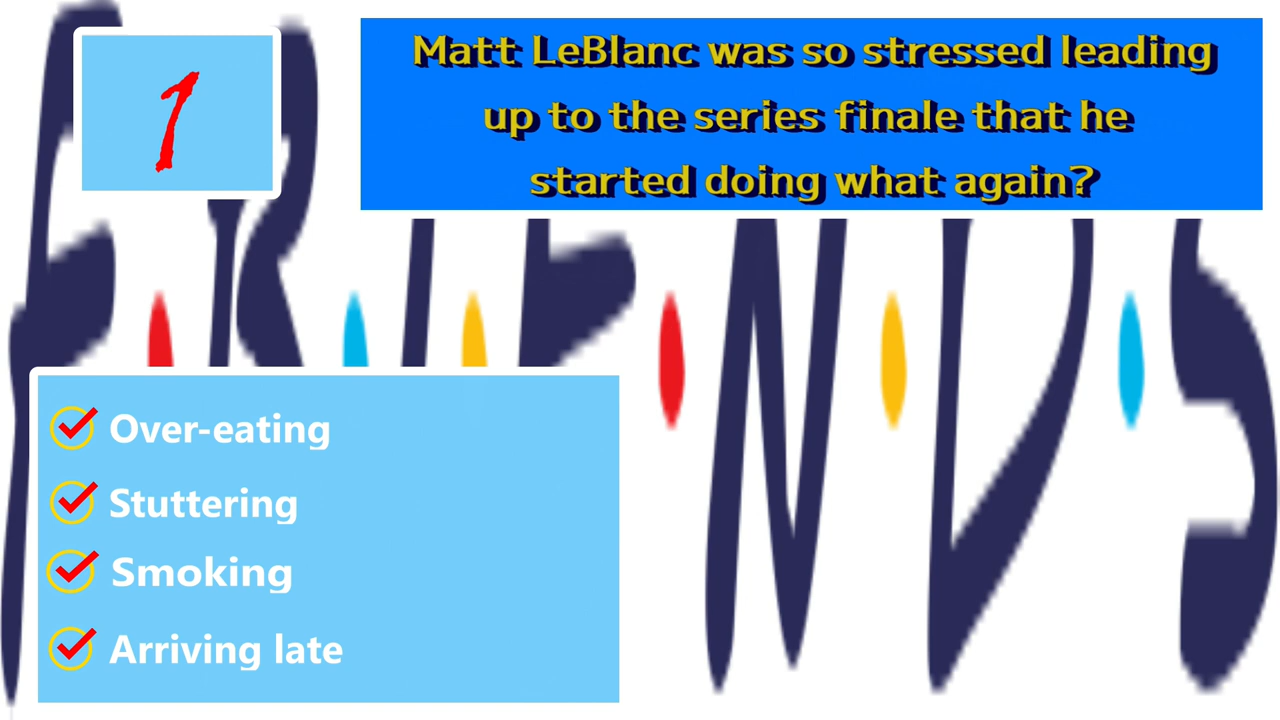 1
Matt LeBlanc was so stressed leading
up to the series finale that he
started doing what again?
F·R·I·E·N·D·S
Over-eating
Stuttering
Smoking
Arriving late